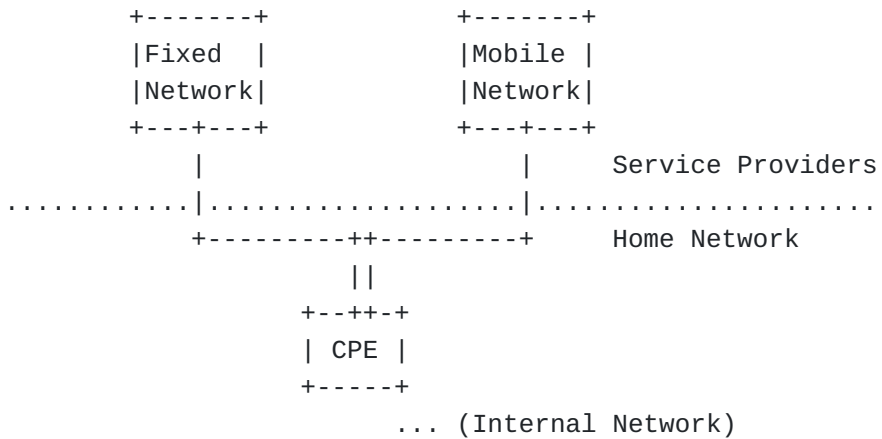 +-------+            +-------+
|Fixed  |            |Mobile |
|Network|            |Network|
+---+---+            +---+---+
    |                    |     Service Providers
............|....................|......................
    +---------++---------+     Home Network
              ||
           +--++-+
           | CPE |
           +-----+
                 ... (Internal Network)